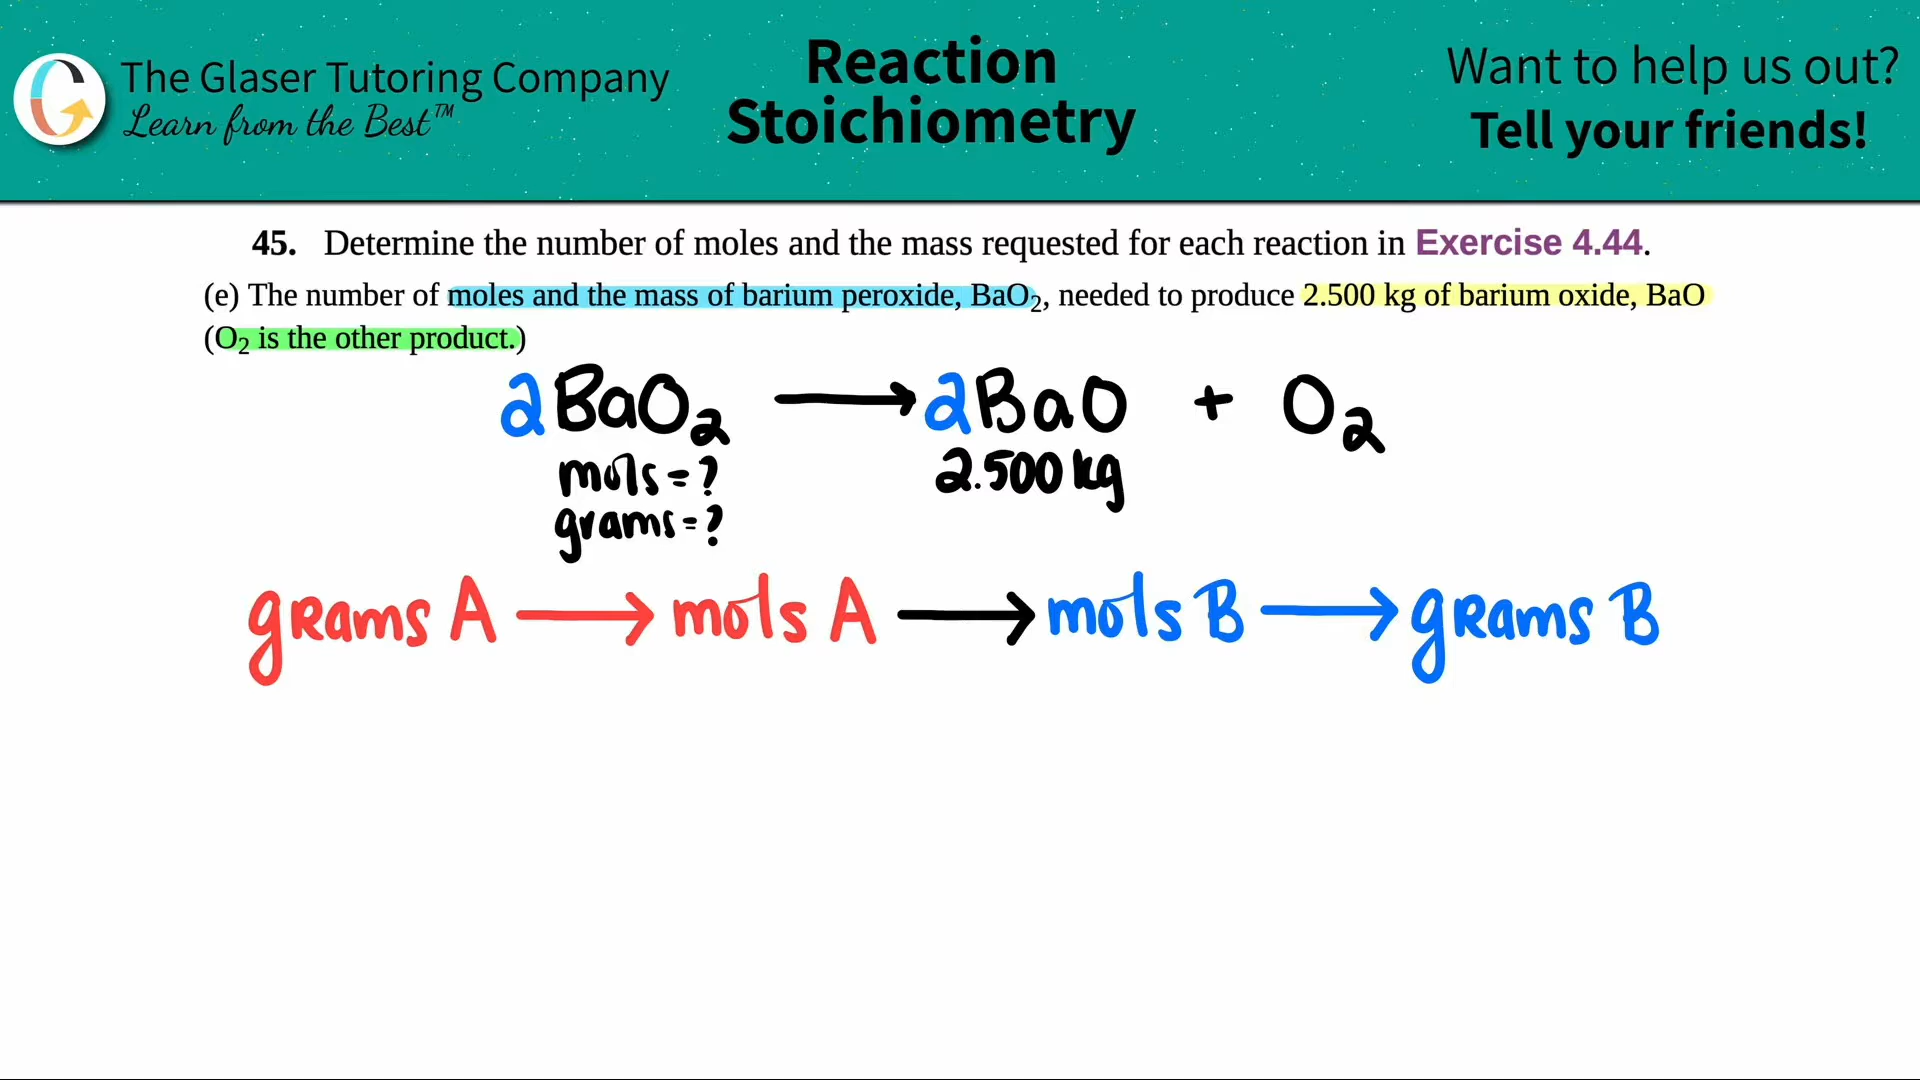 The Glaser Tutoring Company
Learn from the Best™
Reaction
Stoichiometry
Want to help us out?
Tell your friends!
45. Determine the number of moles and the mass requested for each reaction in Exercise 4.44.
(e) The number of moles and the mass of barium peroxide, BaO₂, needed to produce 2.500 kg of barium oxide, BaO
(O₂ is the other product.)
2BaO₂ → 2BaO + O₂
mols=? 2.500kg
grams=?
grams A → mols A → mols B → grams B